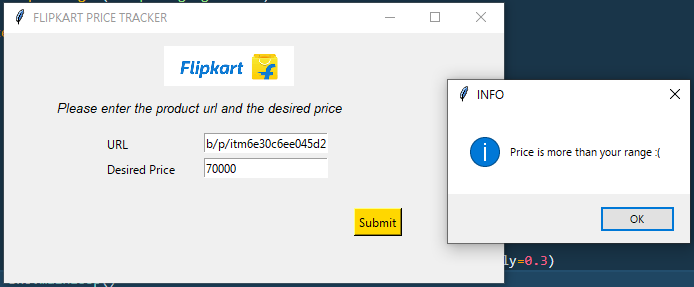 FLIPKART PRICE TRACKER
Flipkart
Please enter the product url and the desired price
URL b/p/itm6e30c6ee045d2
Desired Price 70000
Submit
INFO
Price is more than your range :(
OK
ly=0.3)